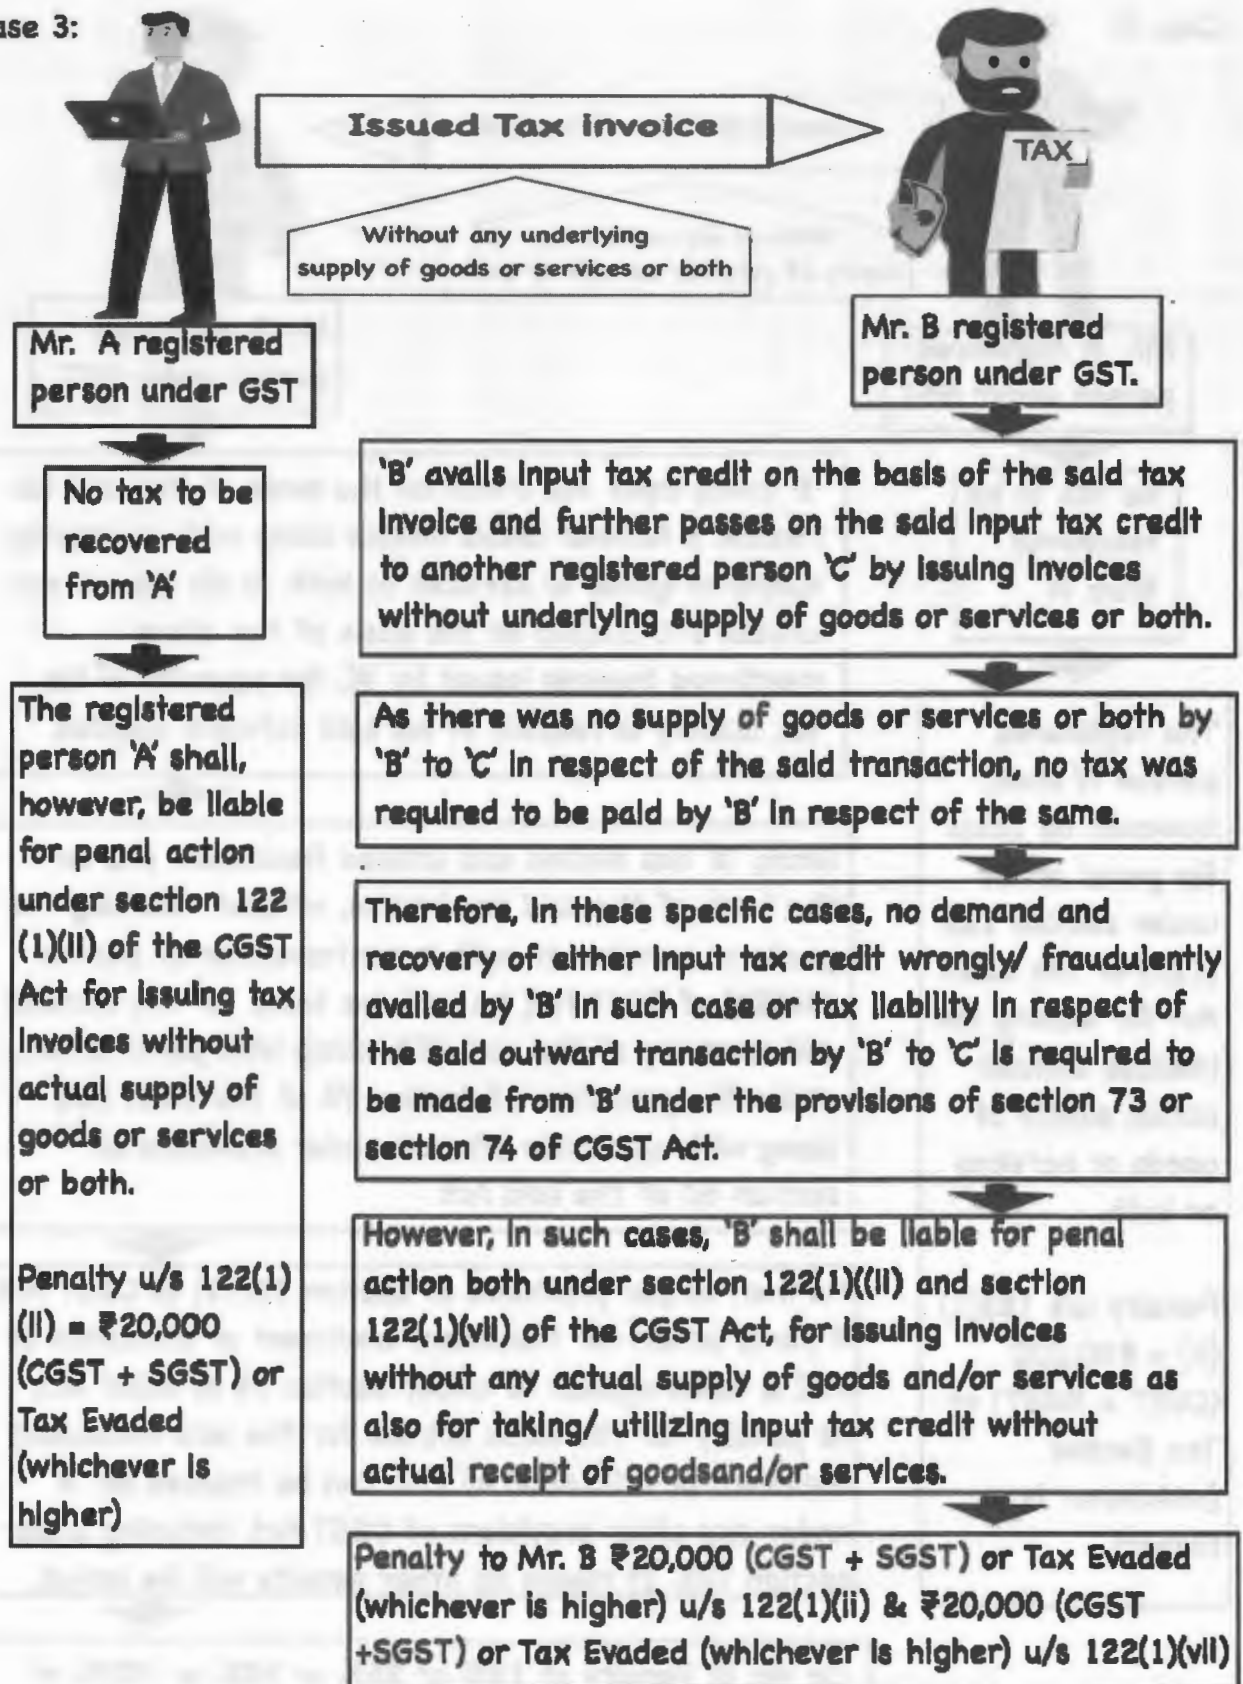 ase 3:
Issued Tax invoice
TAX
Without any underlying
supply of goods or services or both
Mr. A registered
person under GST
Mr. B registered
person under GST.
No tax to be
recovered
from 'A'
The registered
person 'A' shall,
however, be liable
for penal action
under section 122
(1)(ii) of the CGST
Act for issuing tax
invoices without
actual supply of
goods or services
or both.
Penalty u/s 122(1)
(ii) = ₹20,000
(CGST + SGST) or
Tax Evaded
(whichever is
higher)
'B' avails input tax credit on the basis of the said tax
invoice and further passes on the said input tax credit
to another registered person 'C' by issuing invoices
without underlying supply of goods or services or both.
As there was no supply of goods or services or both by
'B' to 'C' in respect of the said transaction, no tax was
required to be paid by 'B' in respect of the same.
Therefore, in these specific cases, no demand and
recovery of either input tax credit wrongly/ fraudulently
availed by 'B' in such case or tax liability in respect of
the said outward transaction by 'B' to 'C' is required to
be made from 'B' under the provisions of section 73 or
section 74 of CGST Act.
However, in such cases, 'B' shall be liable for penal
action both under section 122(1)((ii) and section
122(1)(vii) of the CGST Act, for issuing invoices
without any actual supply of goods and/or services as
also for taking/ utilizing input tax credit without
actual receipt of goodsand/or services.
Penalty to Mr. B ₹20,000 (CGST + SGST) or Tax Evaded
(whichever is higher) u/s 122(1)(ii) & ₹20,000 (CGST
+SGST) or Tax Evaded (whichever is higher) u/s 122(1)(vii)